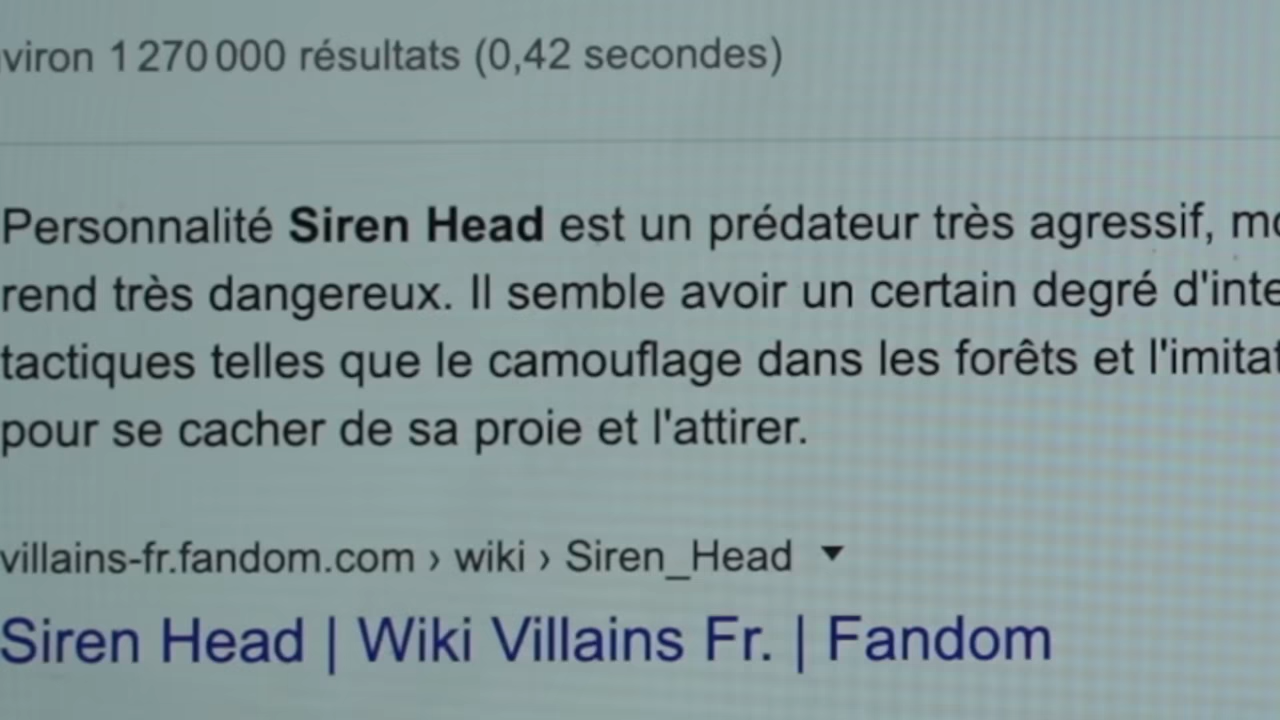 viron 1 270 000 résultats (0,42 secondes)
Personnalité Siren Head est un prédateur très agressif,
rend très dangereux. Il semble avoir un certain degré
tactiques telles que le camouflage dans les forêts et
pour se cacher de sa proie et l'attirer.
villains-fr.fandom.com › wiki › Siren_Head
Siren Head | Wiki Villains Fr. | Fandom